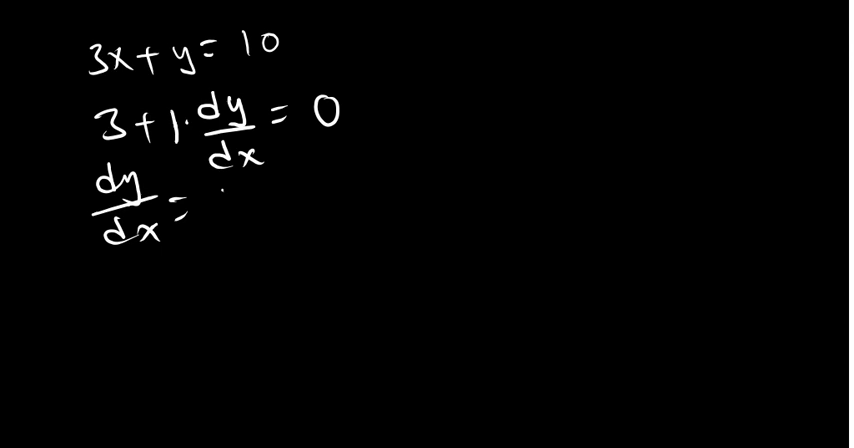 3x + y = 10
3 + 1 · dy/dx = 0
dy/dx =